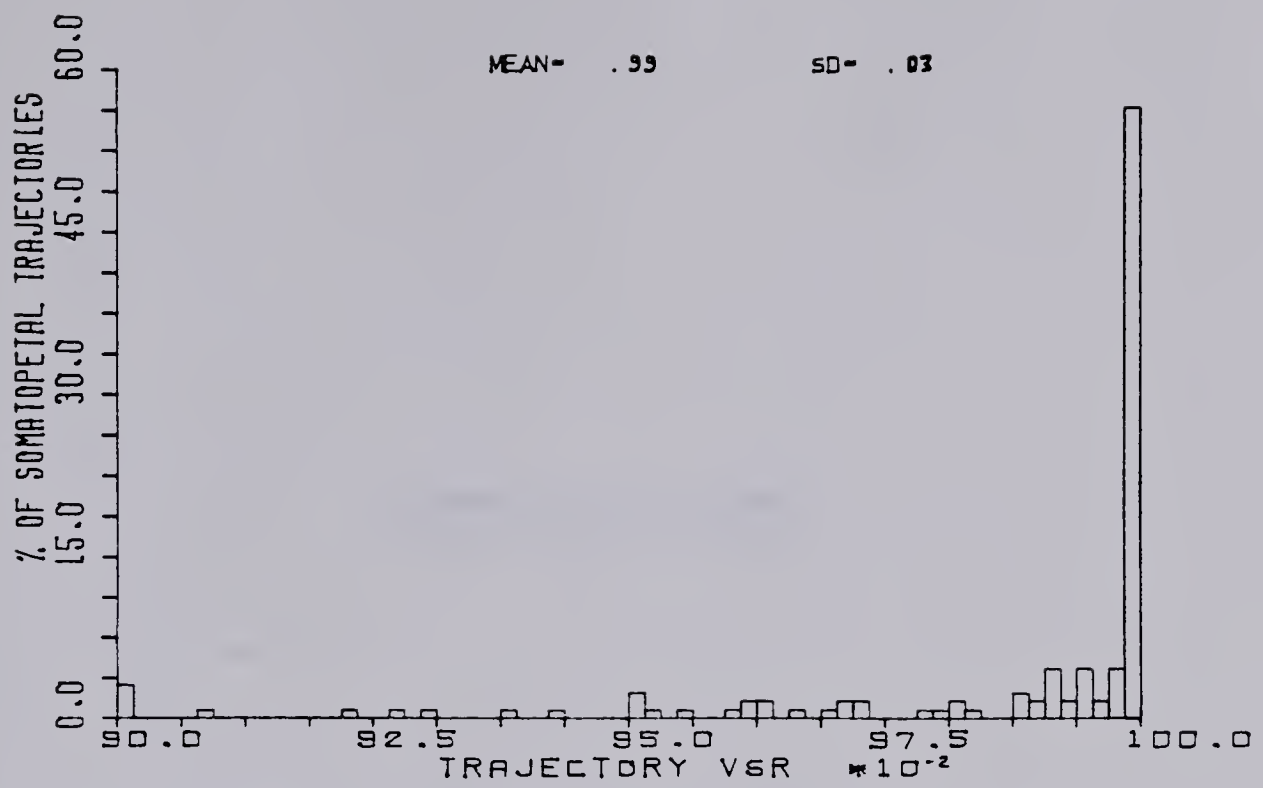 MEAN= .99 SD= .03
% OF SOMATOPETAL TRAJECTORIES
60.0
45.0
30.0
15.0
0.0
90.0 92.5 95.0 97.5 100.0
TRAJECTORY VSR *10-2